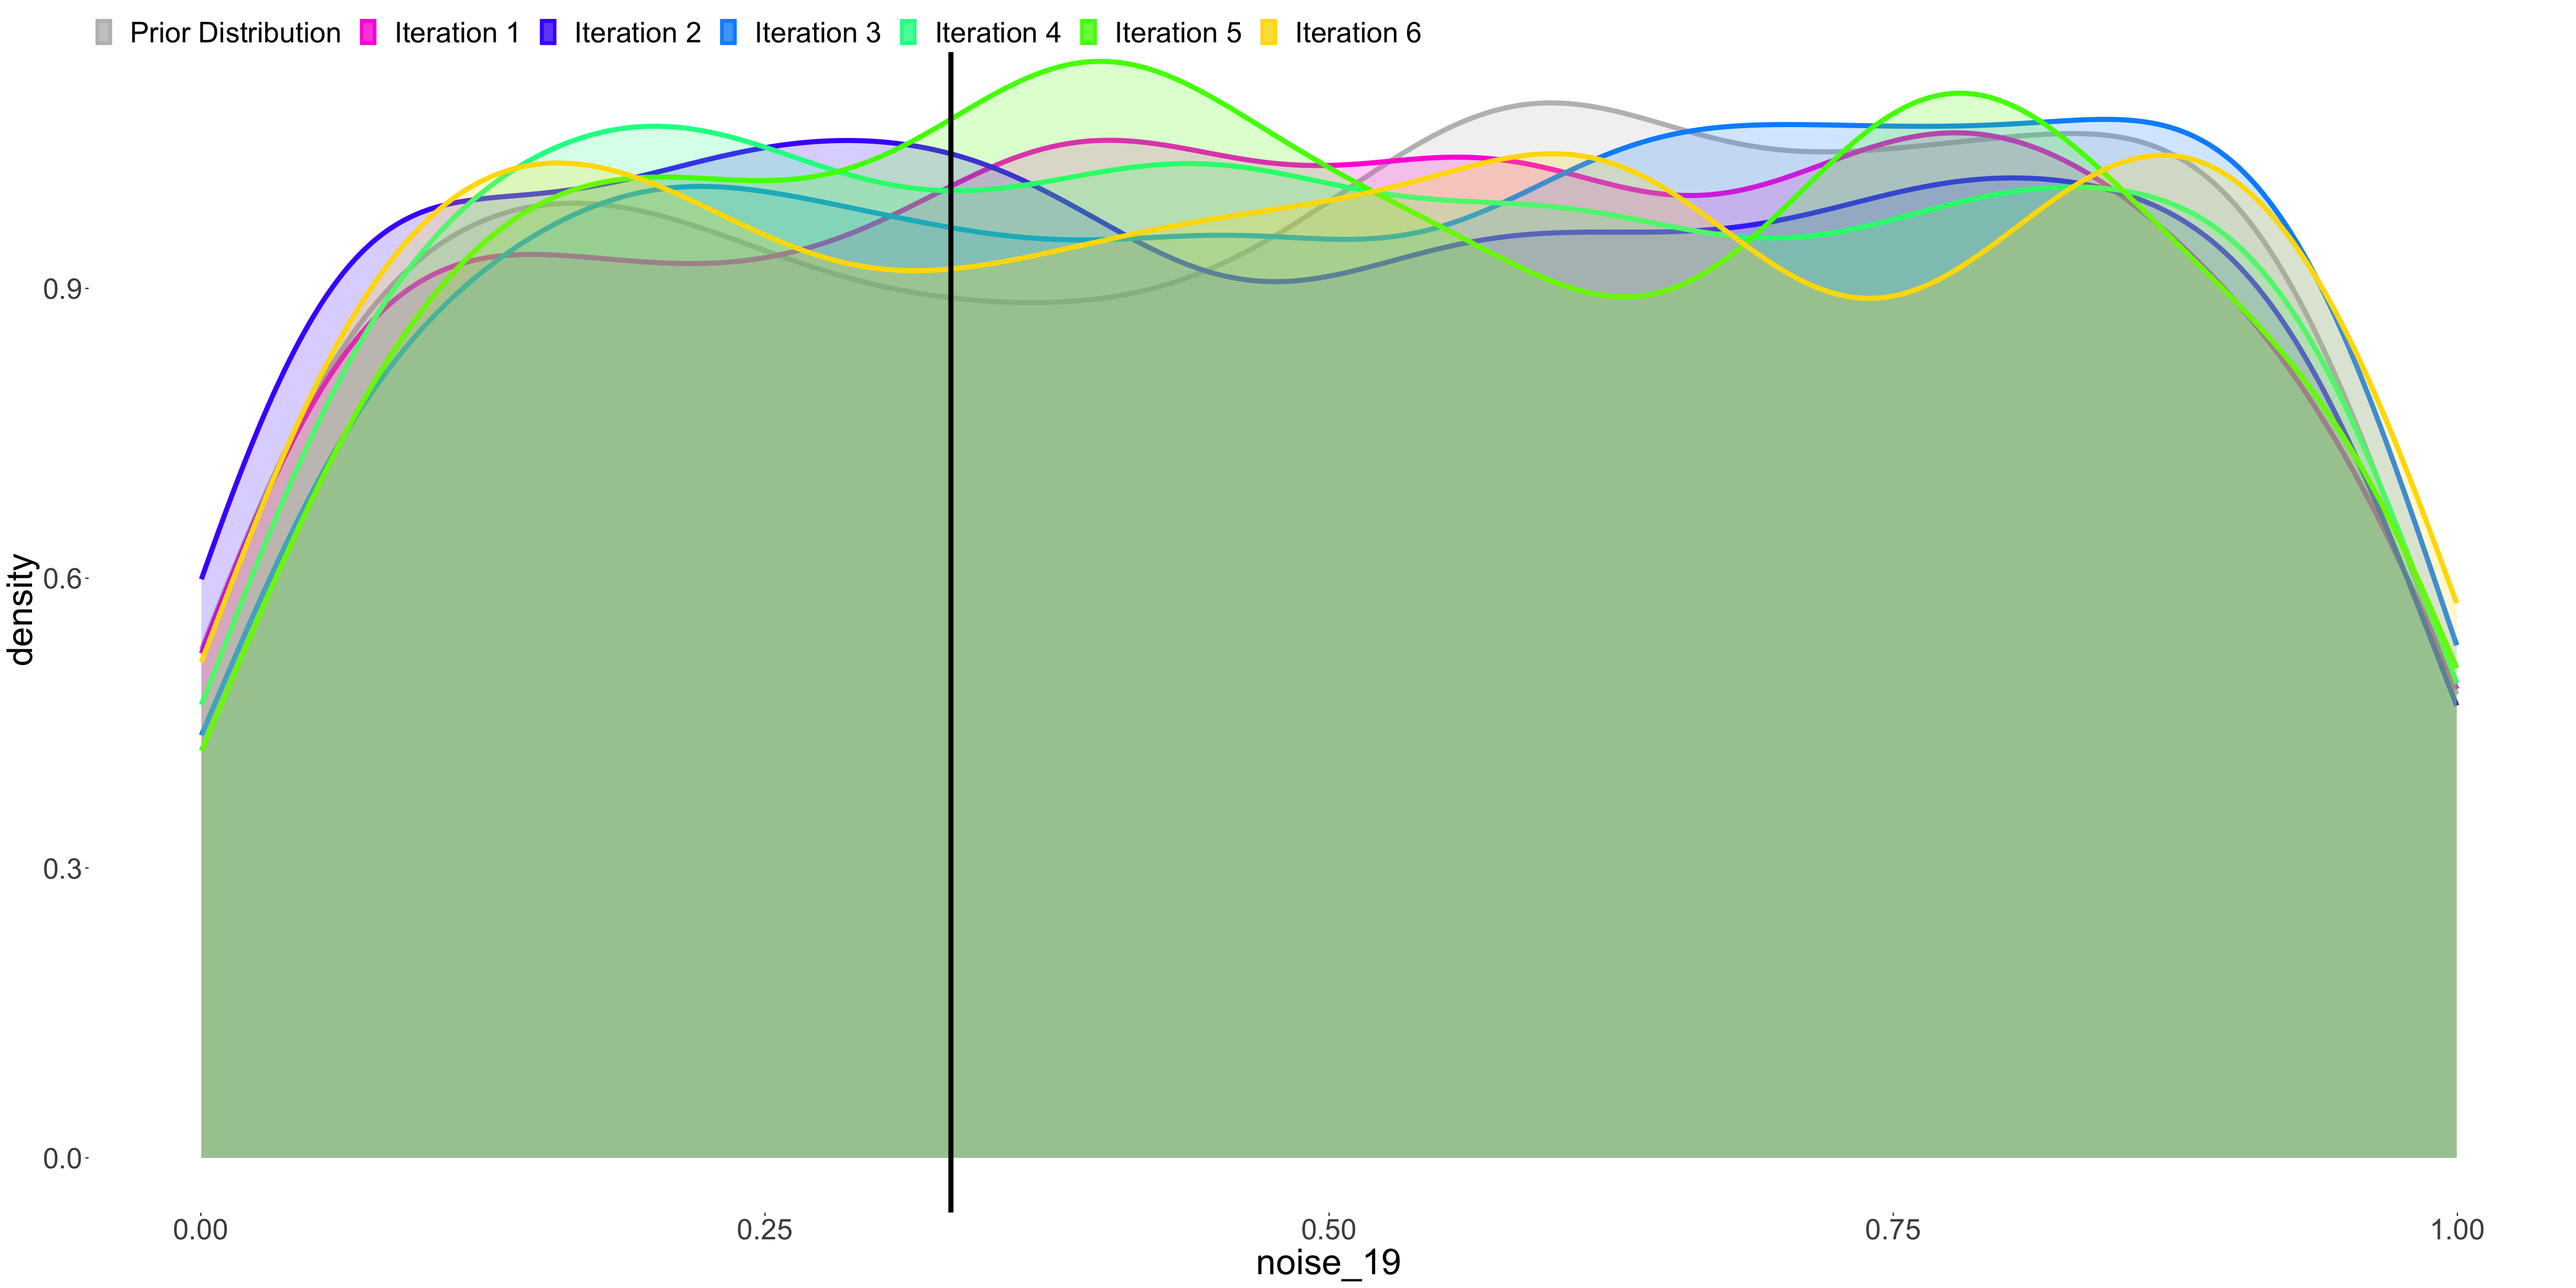 Prior Distribution Iteration 1 Iteration 2 Iteration 3 Iteration 4 Iteration 5 Iteration 6
density
0.9
0.6
0.3
0.0
0.00 0.25 0.50 0.75 1.00
noise_19